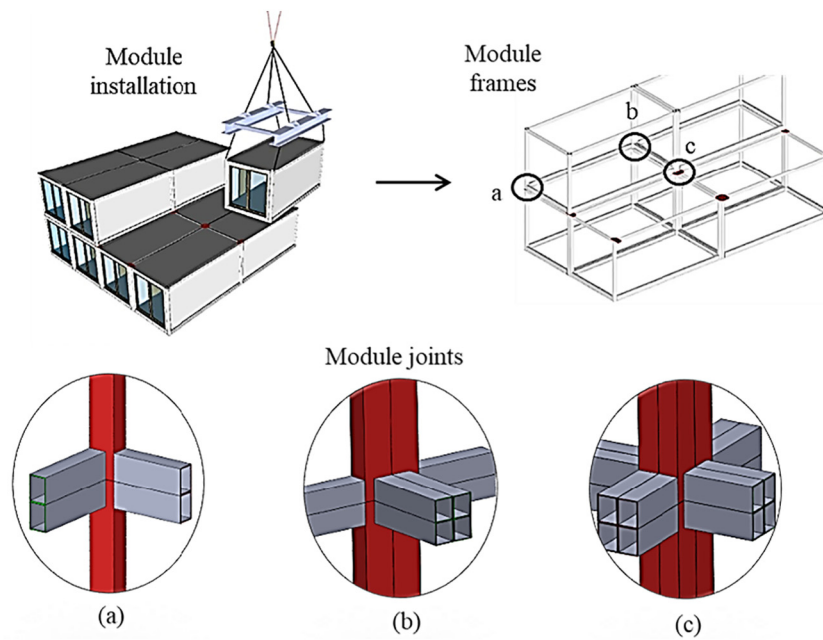 Module
installation
Module
frames
b
c
a
Module joints
(a)
(b)
(c)